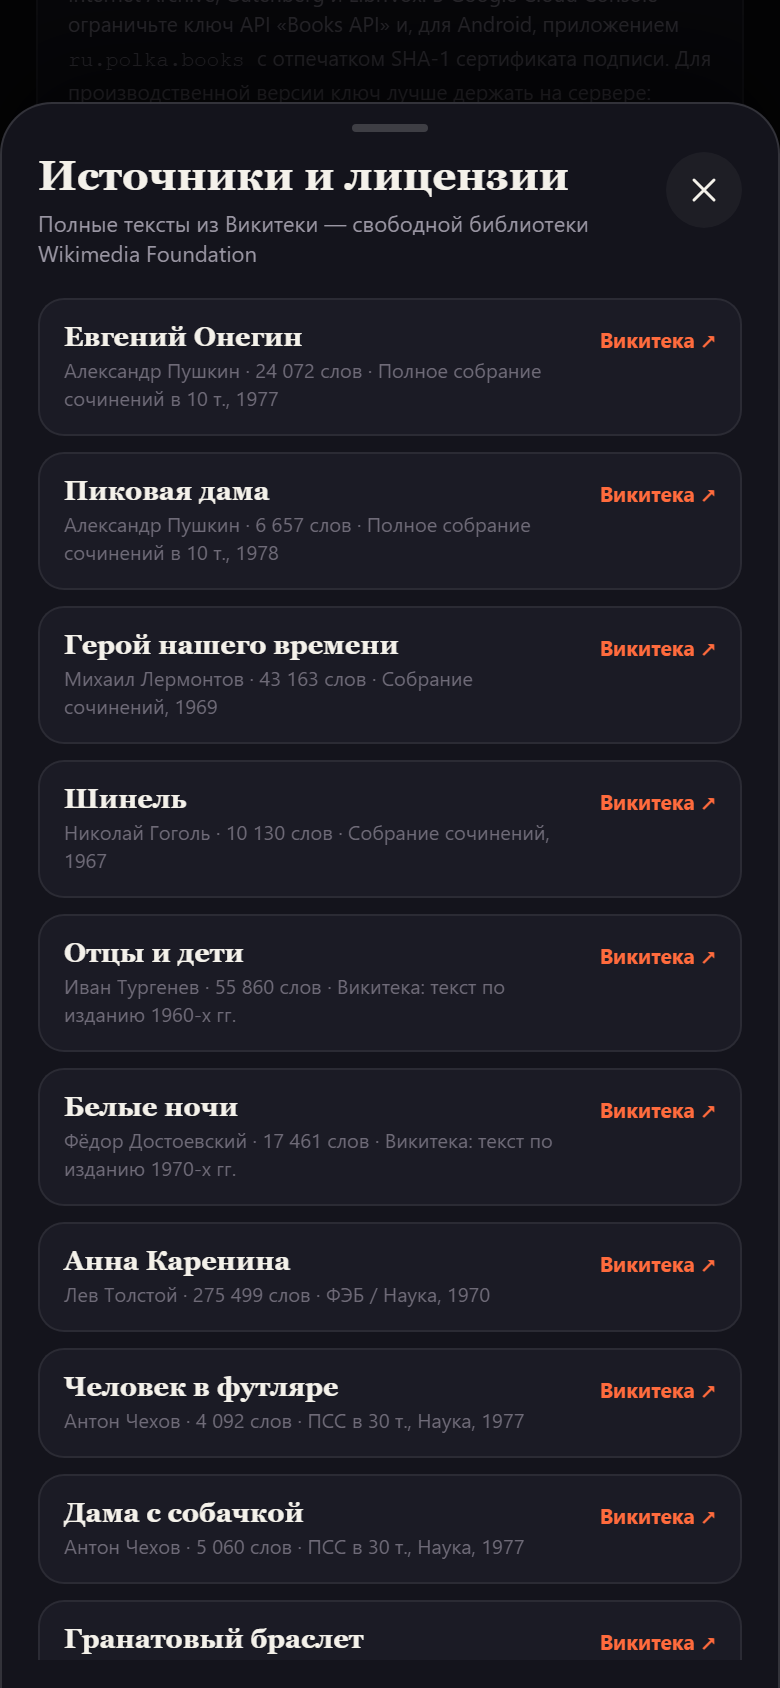 ограничьте ключ API «Books API» и, для Android, приложением
ru.polka.books с отпечатком SHA-1 сертификата подписи. Для
производственной версии ключ лучше держать на сервере:
Источники и лицензии
Полные тексты из Викитеки — свободной библиотеки
Wikimedia Foundation
Евгений Онегин
Викитека ↗
Александр Пушкин · 24 072 слов · Полное собрание
сочинений в 10 т., 1977
Пиковая дама
Викитека ↗
Александр Пушкин · 6 657 слов · Полное собрание
сочинений в 10 т., 1978
Герой нашего времени
Викитека ↗
Михаил Лермонтов · 43 163 слов · Собрание
сочинений, 1969
Шинель
Викитека ↗
Николай Гоголь · 10 130 слов · Собрание сочинений,
1967
Отцы и дети
Викитека ↗
Иван Тургенев · 55 860 слов · Викитека: текст по
изданию 1960-х гг.
Белые ночи
Викитека ↗
Фёдор Достоевский · 17 461 слов · Викитека: текст по
изданию 1970-х гг.
Анна Каренина
Викитека ↗
Лев Толстой · 275 499 слов · ФЭБ / Наука, 1970
Человек в футляре
Викитека ↗
Антон Чехов · 4 092 слов · ПСС в 30 т., Наука, 1977
Дама с собачкой
Викитека ↗
Антон Чехов · 5 060 слов · ПСС в 30 т., Наука, 1977
Гранатовый браслет
Викитека ↗